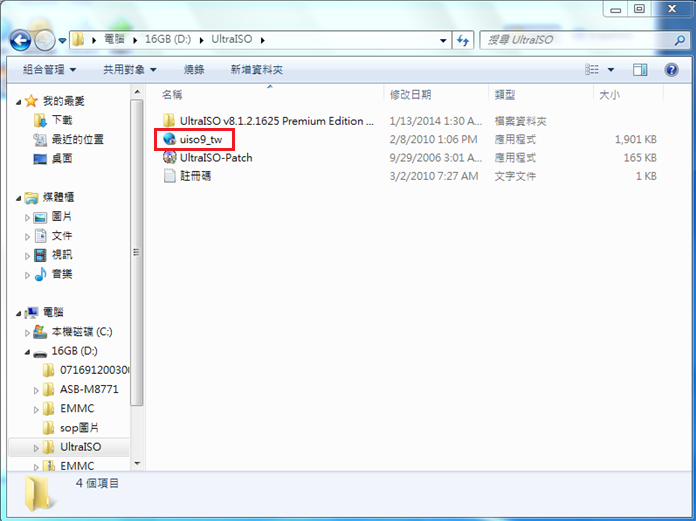 電腦 16GB (D:) UltraISO
搜尋 UltraISO
組合管理 共用對象 燒錄 新增資料夾
名稱 修改日期 類型 大小
UltraISO v8.1.2.1625 Premium Edition ... 1/13/2014 1:30 A... 檔案資料夾
uiso9_tw 2/8/2010 1:06 PM 應用程式 1,901 KB
UltraISO-Patch 9/29/2006 3:01 A... 應用程式 165 KB
註冊碼 3/2/2010 7:27 AM 文字文件 1 KB
我的最愛
下載
最近的位置
桌面
媒體櫃
圖片
文件
視訊
音樂
電腦
本機磁碟 (C:)
16GB (D:)
071691200300
ASB-M8771
EMMC
sop圖片
UltraISO
EMMC
4 個項目